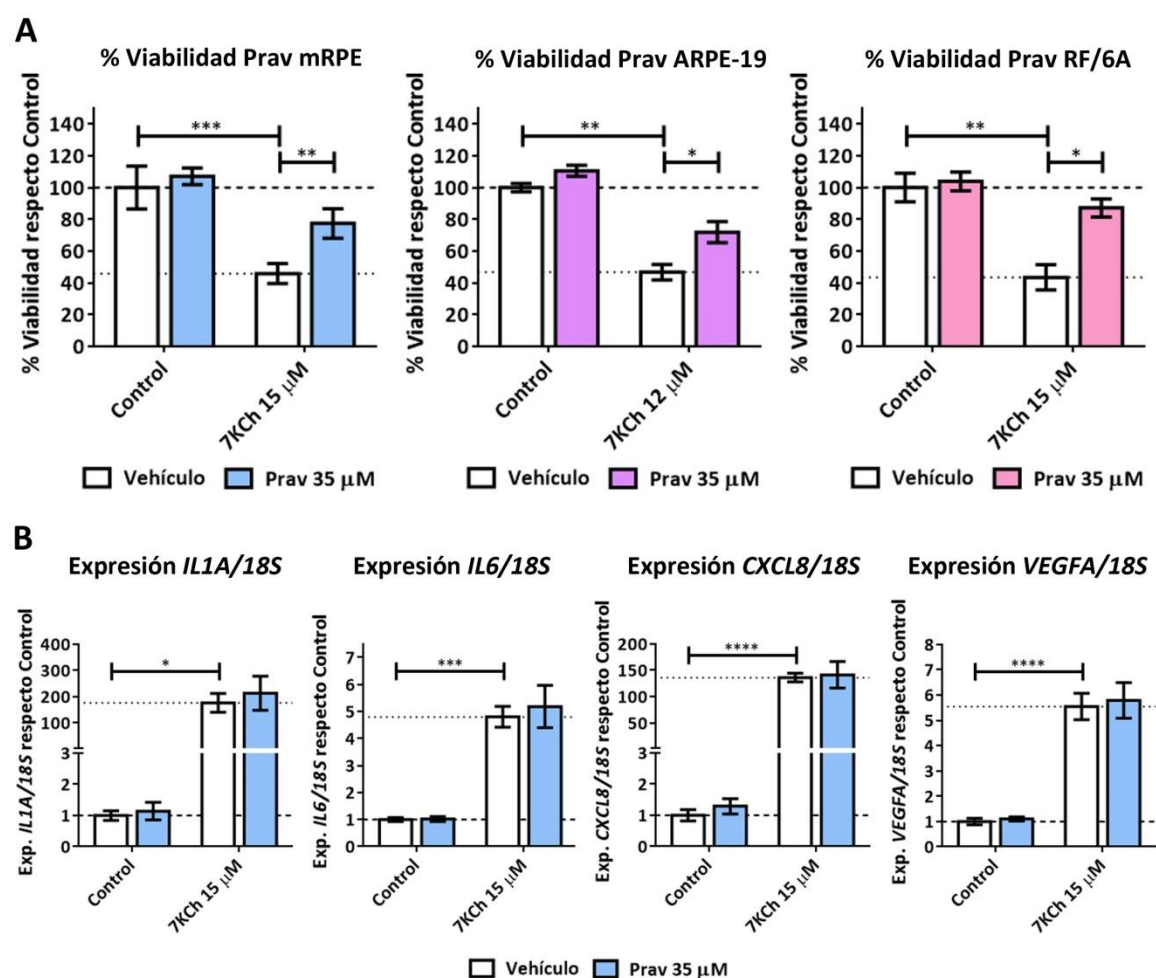 A
% Viabilidad Prav mRPE
% Viabilidad respecto Control
140
120
100
80
60
40
20
0
***
**
Control
7KCh 15 μM
Vehículo
Prav 35 μM
% Viabilidad Prav ARPE-19
% Viabilidad respecto Control
140
120
100
80
60
40
20
0
**
*
Control
7KCh 12 μM
Vehículo
Prav 35 μM
% Viabilidad Prav RF/6A
% Viabilidad respecto Control
140
120
100
80
60
40
20
0
**
*
Control
7KCh 15 μM
Vehículo
Prav 35 μM
B
Expresión IL1A/18S
Exp. IL1A/18S respecto Control
400
300
200
100
3
2
1
0
*
Control
7KCh 15 μM
Expresión IL6/18S
Exp. IL6/18S respecto Control
7
6
5
4
3
2
1
0
***
Control
7KCh 15 μM
Expresión CXCL8/18S
Exp. CXCL8/18S respecto Control
200
150
100
50
3
2
1
0
****
Control
7KCh 15 μM
Expresión VEGFA/18S
Exp. VEGFA/18S respecto Control
8
7
6
5
4
3
2
1
0
****
Control
7KCh 15 μM
Vehículo
Prav 35 μM